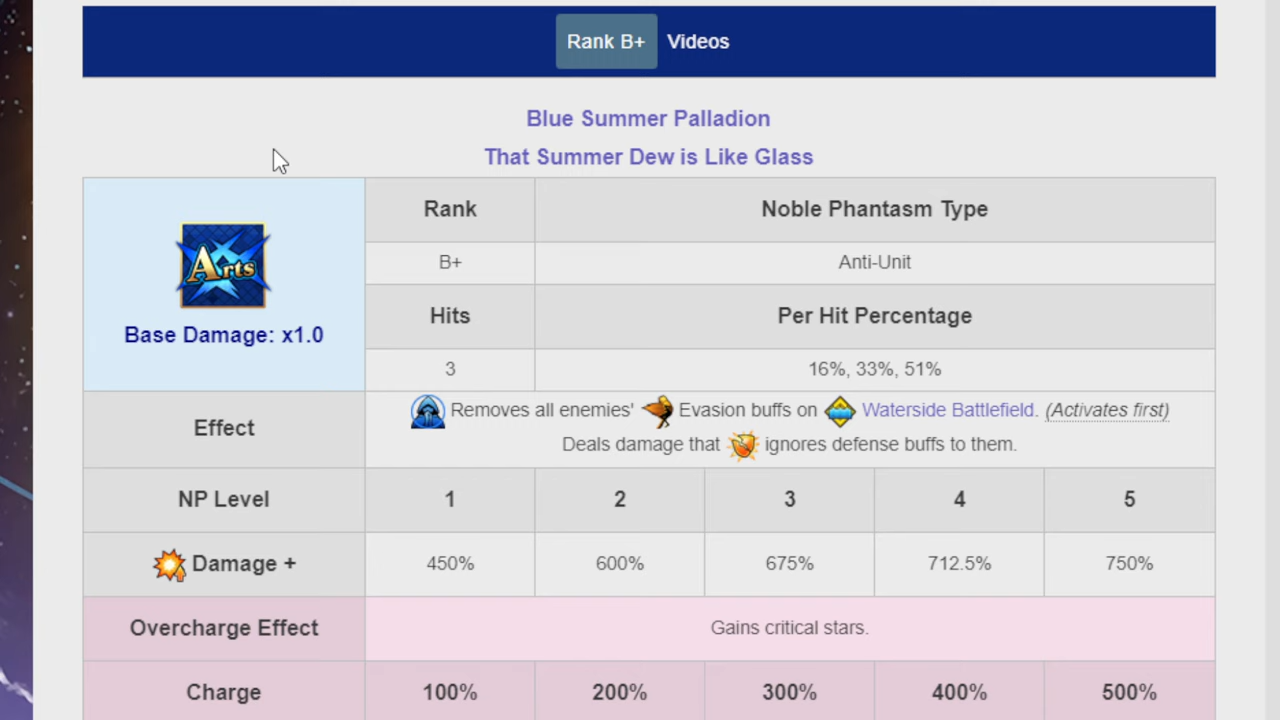 Rank B+ Videos
Blue Summer Palladion
That Summer Dew is Like Glass
Arts
Base Damage: x1.0
Rank Noble Phantasm Type
B+ Anti-Unit
Hits Per Hit Percentage
3 16%, 33%, 51%
Effect
Removes all enemies' Evasion buffs on Waterside Battlefield. (Activates first)
Deals damage that ignores defense buffs to them.
NP Level 1 2 3 4 5
Damage + 450% 600% 675% 712.5% 750%
Overcharge Effect Gains critical stars.
Charge 100% 200% 300% 400% 500%